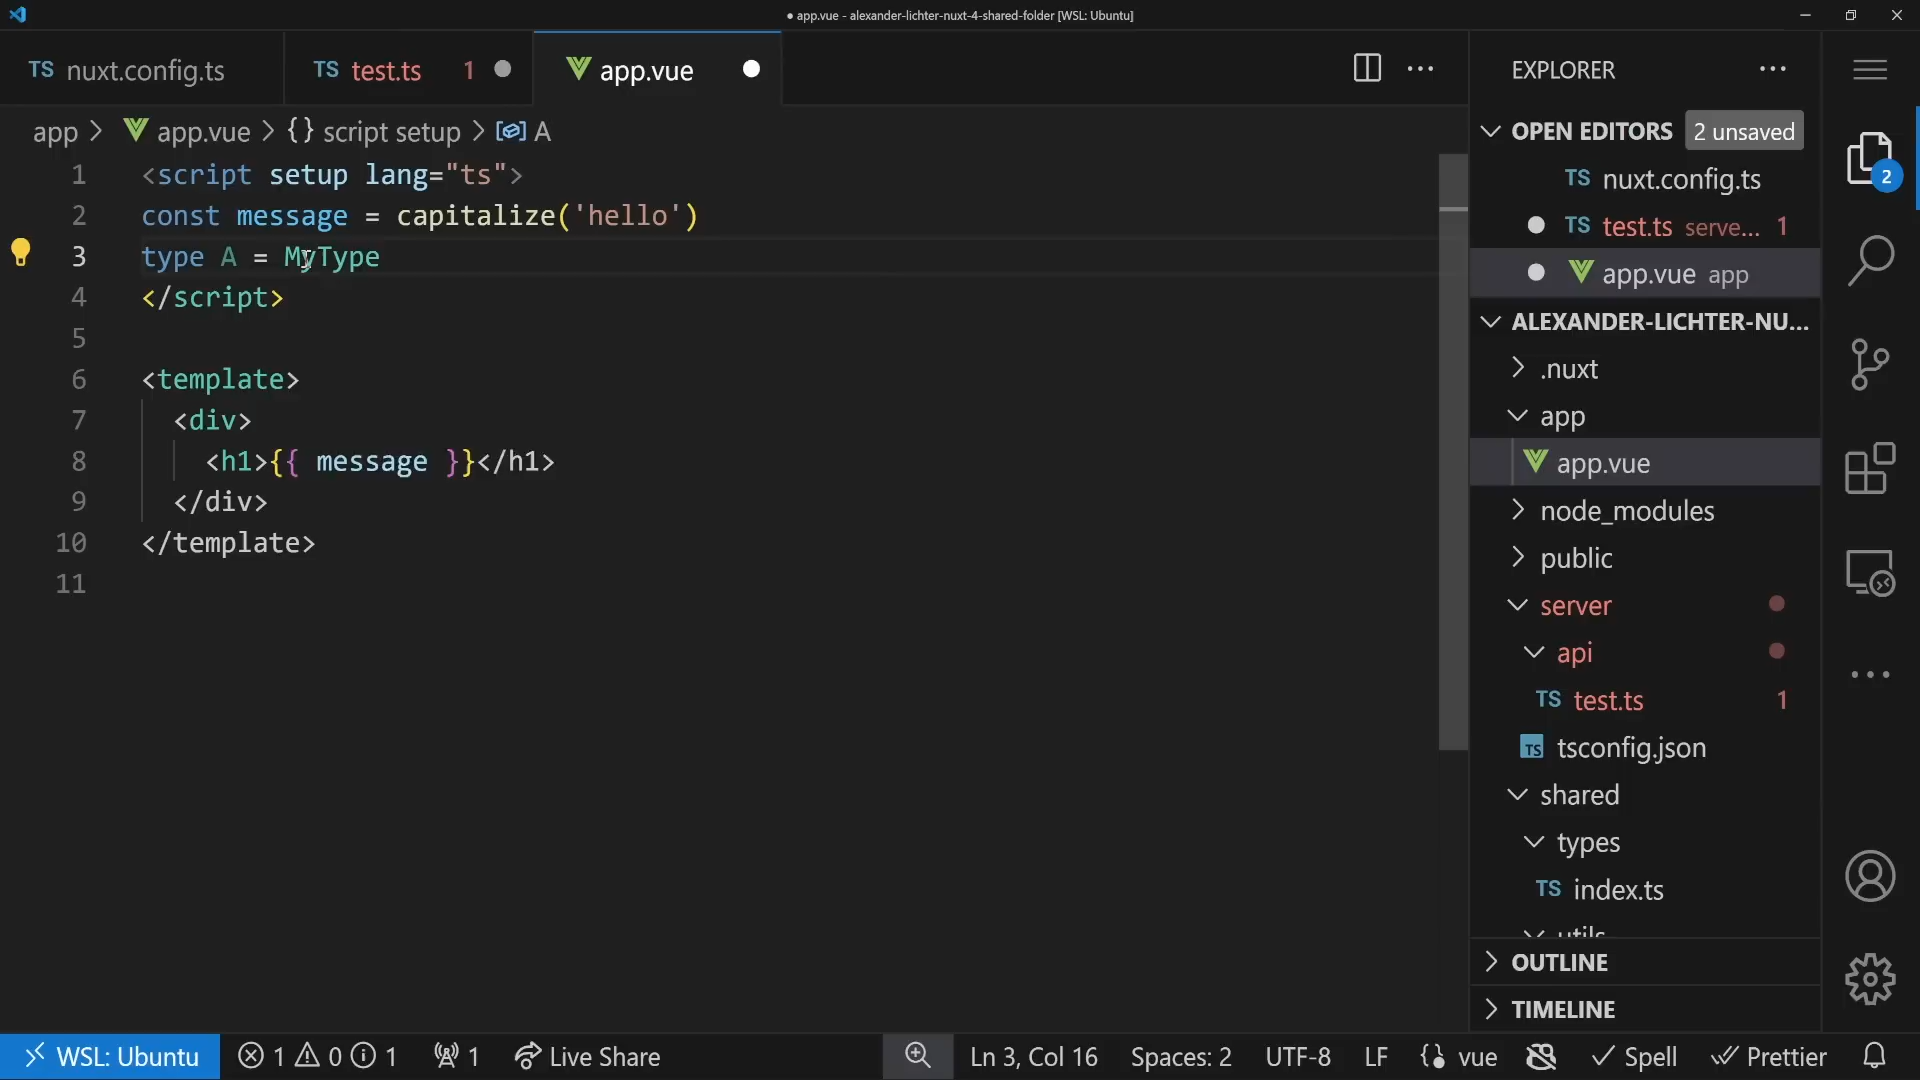 ● app.vue - alexander-lichter-nuxt-4-shared-folder [WSL: Ubuntu]
TS nuxt.config.ts
TS test.ts 1
app.vue
EXPLORER
app > app.vue > {} script setup > A
1 <script setup lang="ts">
2 const message = capitalize('hello')
3 type A = MyType
4 </script>
5
6 <template>
7 <div>
8 <h1>{{ message }}</h1>
9 </div>
10 </template>
11
OPEN EDITORS 2 unsaved
TS nuxt.config.ts
TS test.ts serve... 1
app.vue app
ALEXANDER-LICHTER-NU...
.nuxt
app
app.vue
node_modules
public
server
api
TS test.ts 1
TS tsconfig.json
shared
types
TS index.ts
utils
OUTLINE
TIMELINE
2
WSL: Ubuntu
1 0 1
1
Live Share
Ln 3, Col 16
Spaces: 2
UTF-8
LF
{} vue
Spell
Prettier